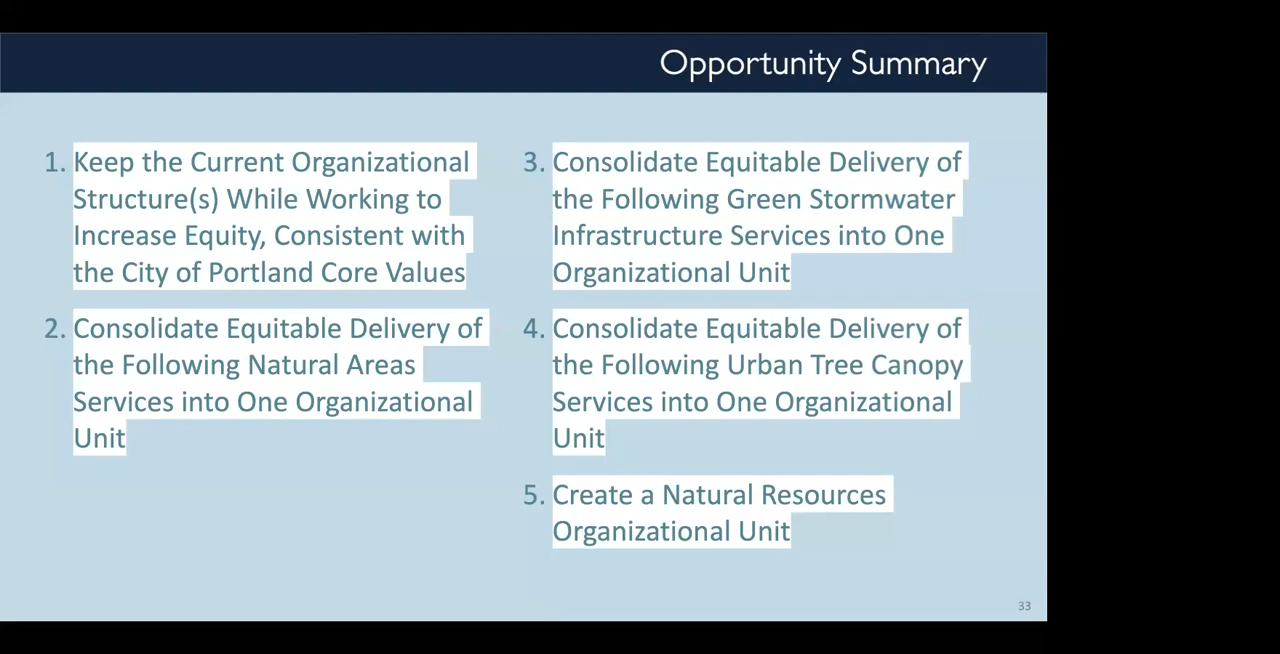 Opportunity Summary
1. Keep the Current Organizational
Structure(s) While Working to
Increase Equity, Consistent with
the City of Portland Core Values
2. Consolidate Equitable Delivery of
the Following Natural Areas
Services into One Organizational
Unit
3. Consolidate Equitable Delivery of
the Following Green Stormwater
Infrastructure Services into One
Organizational Unit
4. Consolidate Equitable Delivery of
the Following Urban Tree Canopy
Services into One Organizational
Unit
5. Create a Natural Resources
Organizational Unit
33